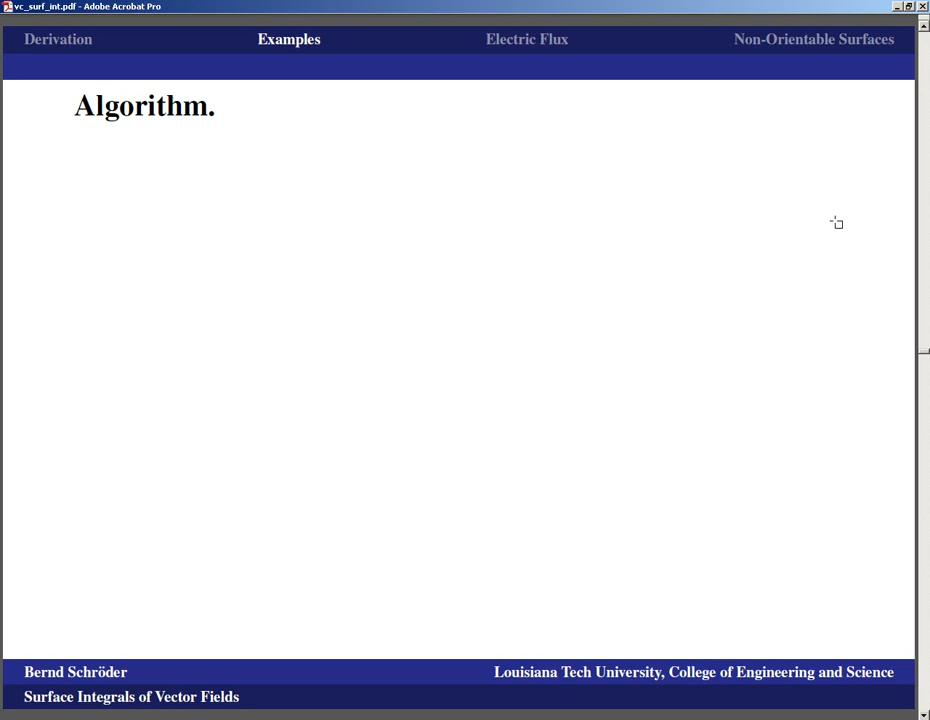 vc_surf_int.pdf - Adobe Acrobat Pro
Derivation Examples Electric Flux Non-Orientable Surfaces
Algorithm.
Bernd Schröder Louisiana Tech University, College of Engineering and Science
Surface Integrals of Vector Fields